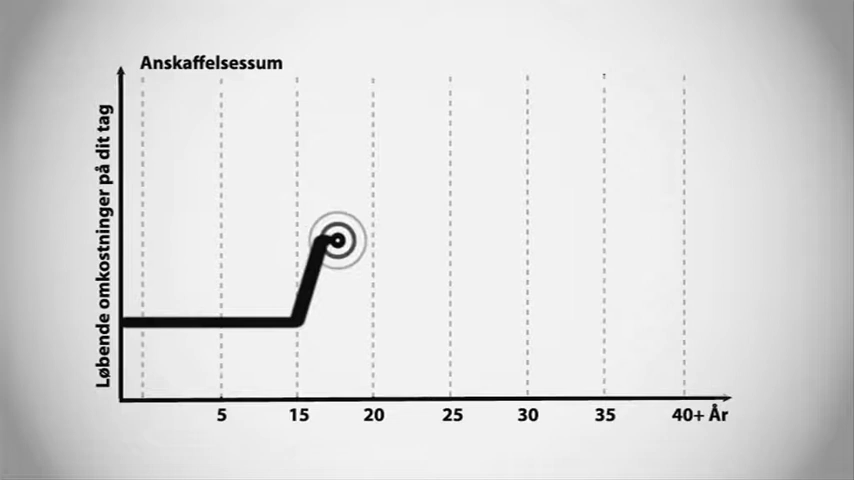 Anskaffelsessum
Løbende omkostninger på dit tag
5 15 20 25 30 35 40+ År